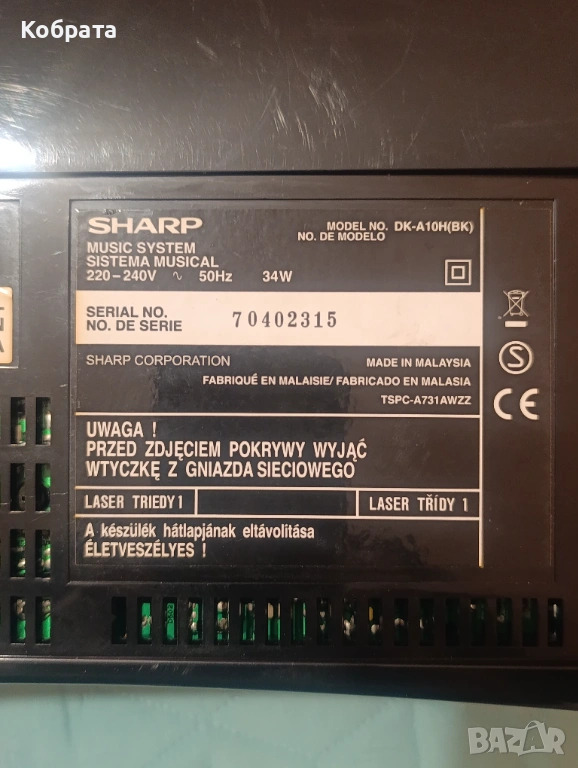 Кобрата
SHARP
MODEL NO. DK-A10H(BK)
NO. DE MODELO
MUSIC SYSTEM
SISTEMA MUSICAL
220–240V ∿ 50Hz 34W
SERIAL NO.
NO. DE SERIE
70402315
SHARP CORPORATION
MADE IN MALAYSIA
FABRIQUÉ EN MALAISIE/ FABRICADO EN MALASIA
TSPC-A731AWZZ
S
CE
UWAGA !
PRZED ZDJĘCIEM POKRYWY WYJĄĆ
WTYCZKĘ Z GNIAZDA SIECIOWEGO
LASER TRIEDY 1
LASER TŘÍDY 1
A készülék hátlapjának eltávolítása
ÉLETVESZÉLYES !
BAZAR